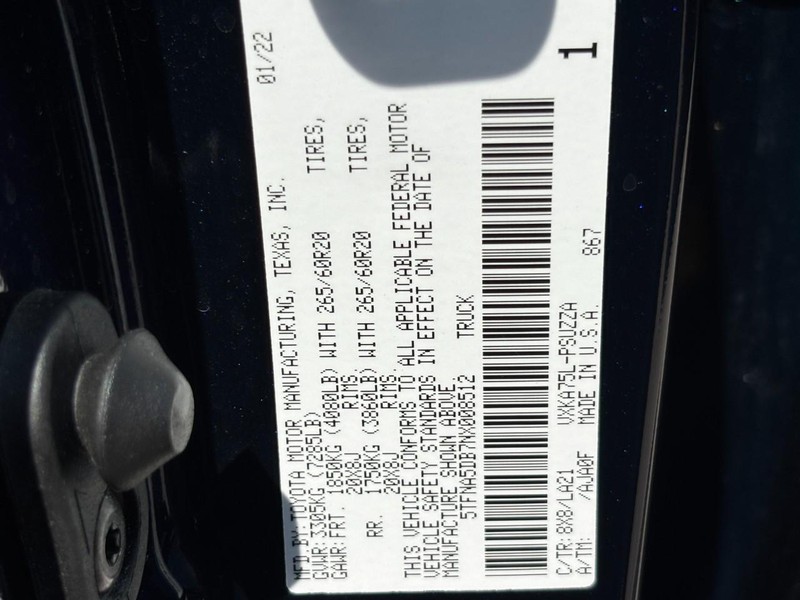 MFD BY: TOYOTA MOTOR MANUFACTURING, TEXAS, INC. 01/22
GVWR: 3305KG (7285LB)
GAWR: FRT. 1850KG (4080LB) WITH 265/60R20 TIRES,
20X8J RIMS.
RR. 1750KG (3860LB) WITH 265/60R20 TIRES,
20X8J RIMS.
THIS VEHICLE CONFORMS TO ALL APPLICABLE FEDERAL MOTOR
VEHICLE SAFETY STANDARDS IN EFFECT ON THE DATE OF
MANUFACTURE SHOWN ABOVE.
5TFNA5DB7NX008512 TRUCK
C/TR: 8X8/LA21 VXKA75L-PSUZZA
A/TM: /AJA0F MADE IN U.S.A. 867
1